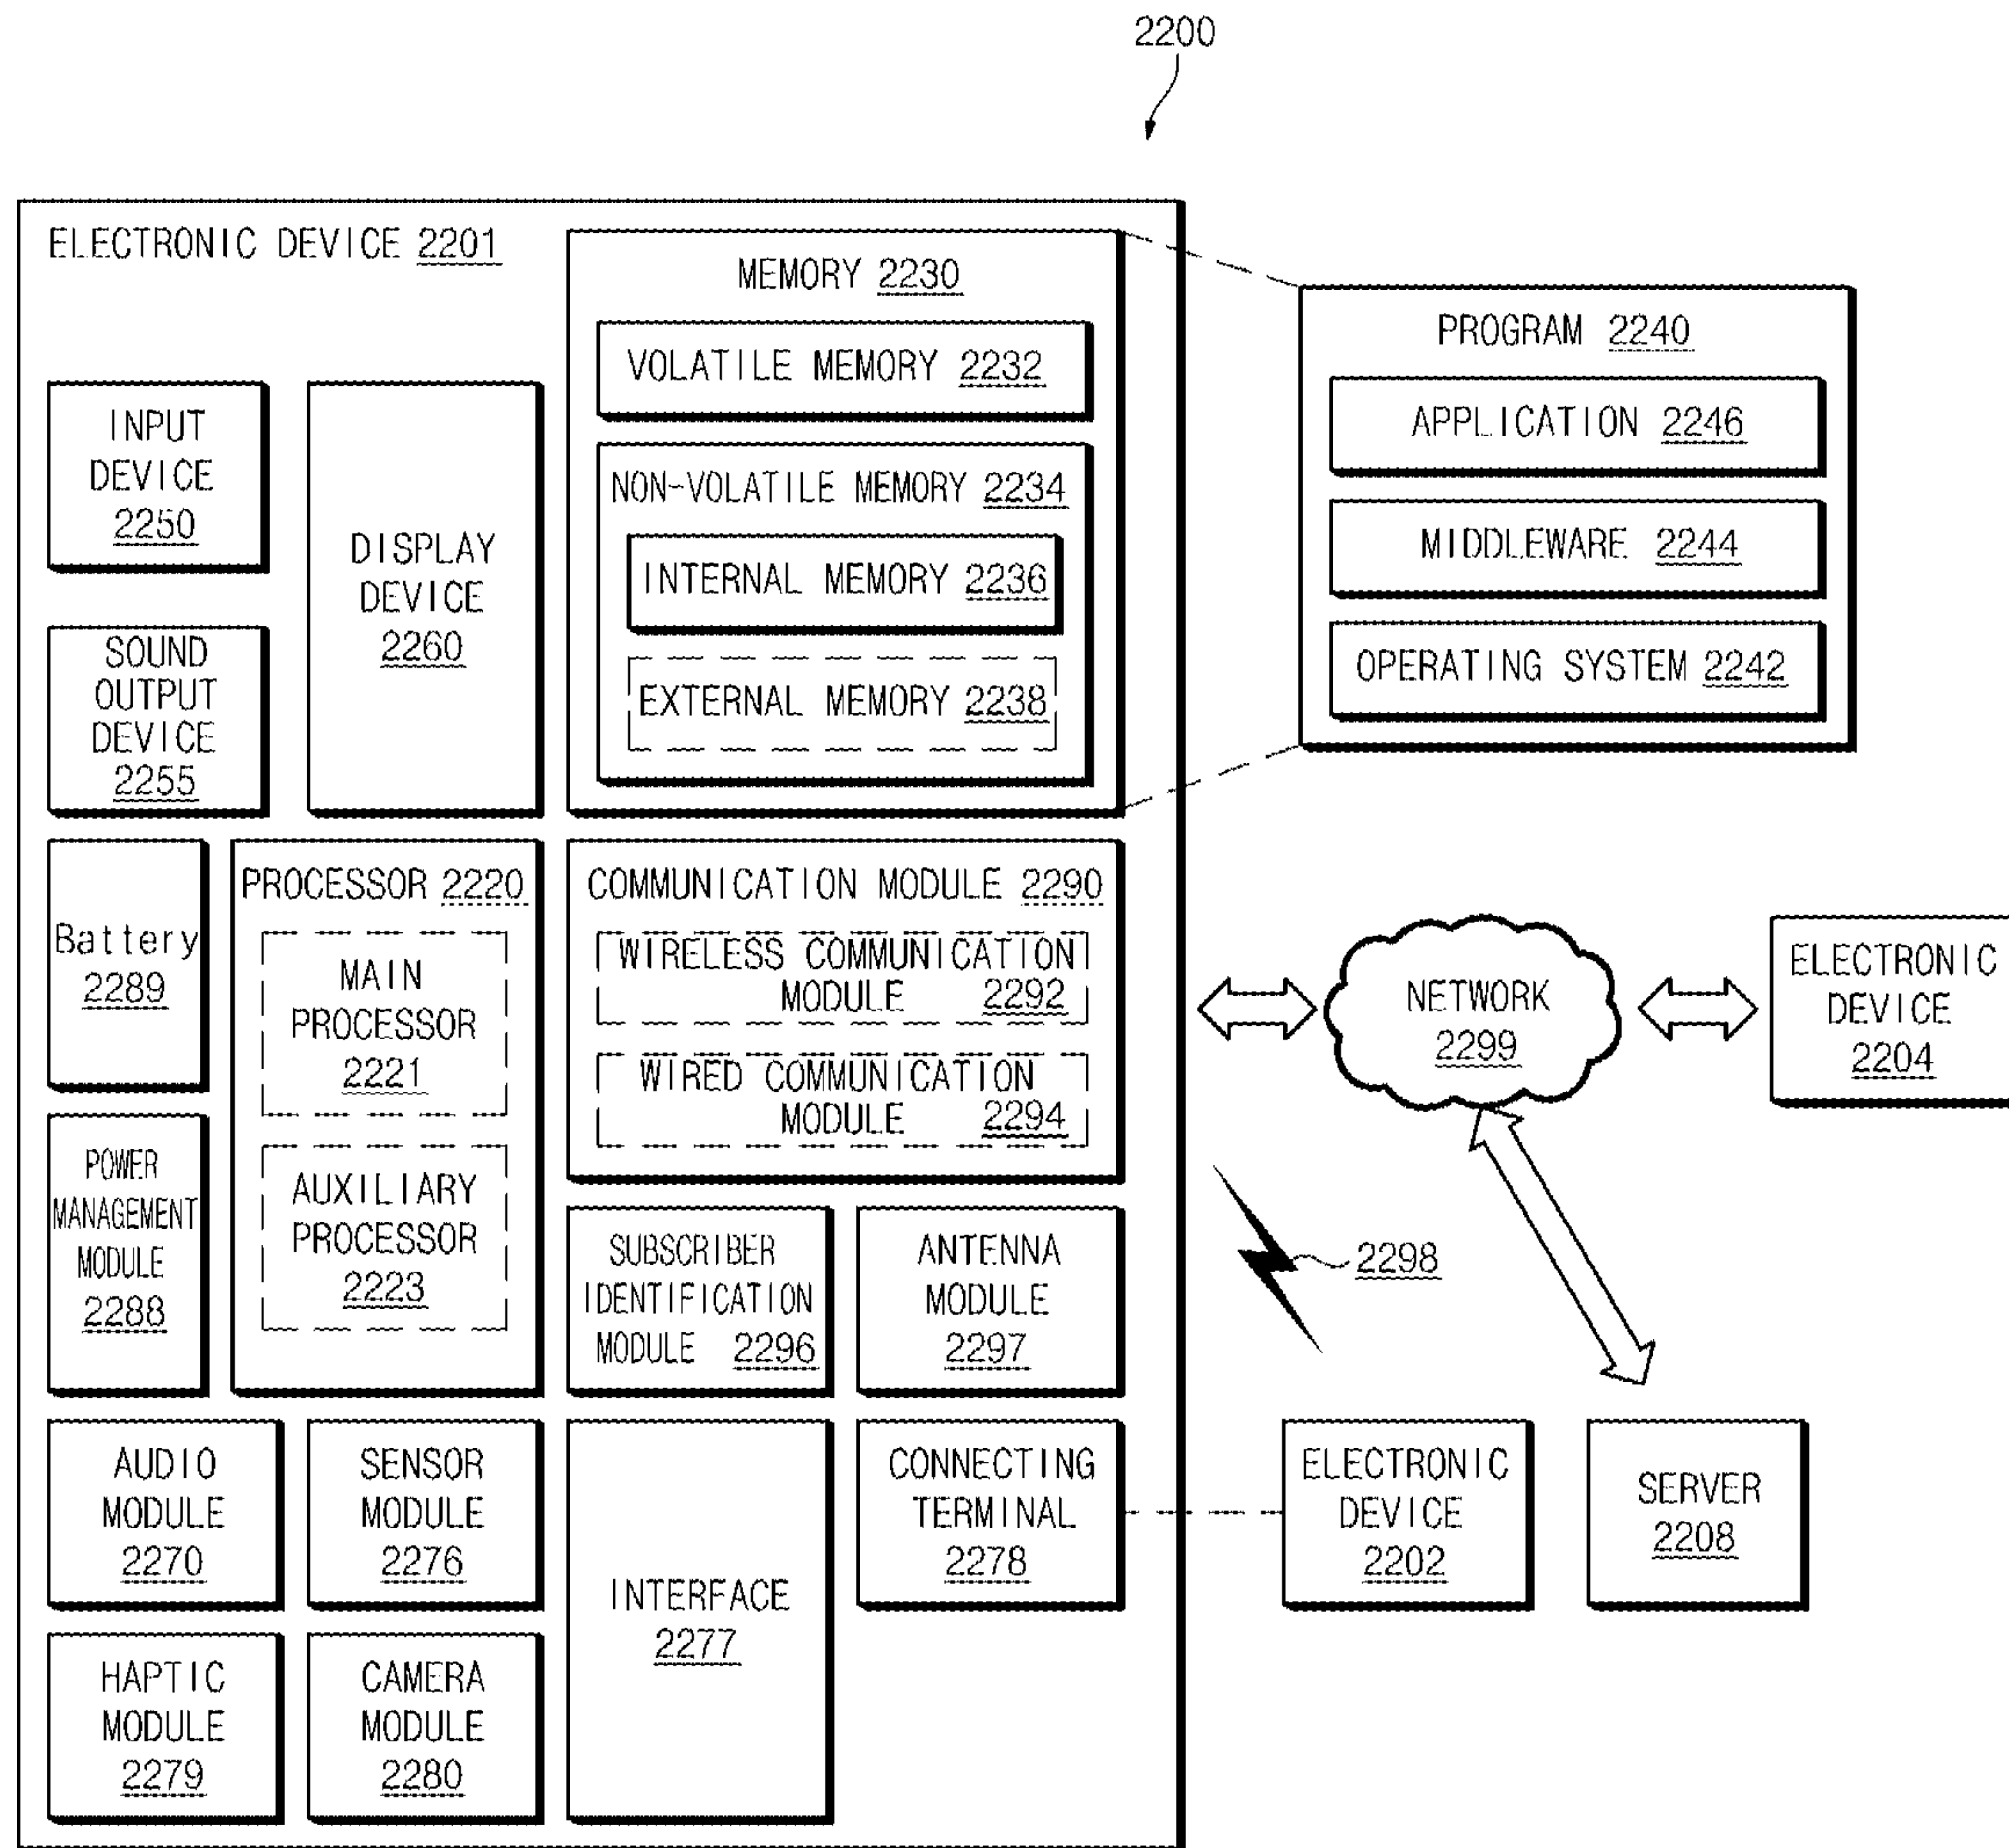 2200
ELECTRONIC DEVICE 2201
MEMORY 2230
VOLATILE MEMORY 2232
NON-VOLATILE MEMORY 2234
INTERNAL MEMORY 2236
EXTERNAL MEMORY 2238
PROGRAM 2240
APPLICATION 2246
MIDDLEWARE 2244
OPERATING SYSTEM 2242
INPUT
DEVICE
2250
SOUND
OUTPUT
DEVICE
2255
DISPLAY
DEVICE
2260
Battery
2289
POWER
MANAGEMENT
MODULE
2288
PROCESSOR 2220
MAIN
PROCESSOR
2221
AUXILIARY
PROCESSOR
2223
COMMUNICATION MODULE 2290
WIRELESS COMMUNICATION
MODULE 2292
WIRED COMMUNICATION
MODULE 2294
SUBSCRIBER
IDENTIFICATION
MODULE 2296
ANTENNA
MODULE
2297
NETWORK
2299
ELECTRONIC
DEVICE
2204
2298
AUDIO
MODULE
2270
SENSOR
MODULE
2276
INTERFACE
2277
CONNECTING
TERMINAL
2278
ELECTRONIC
DEVICE
2202
SERVER
2208
HAPTIC
MODULE
2279
CAMERA
MODULE
2280